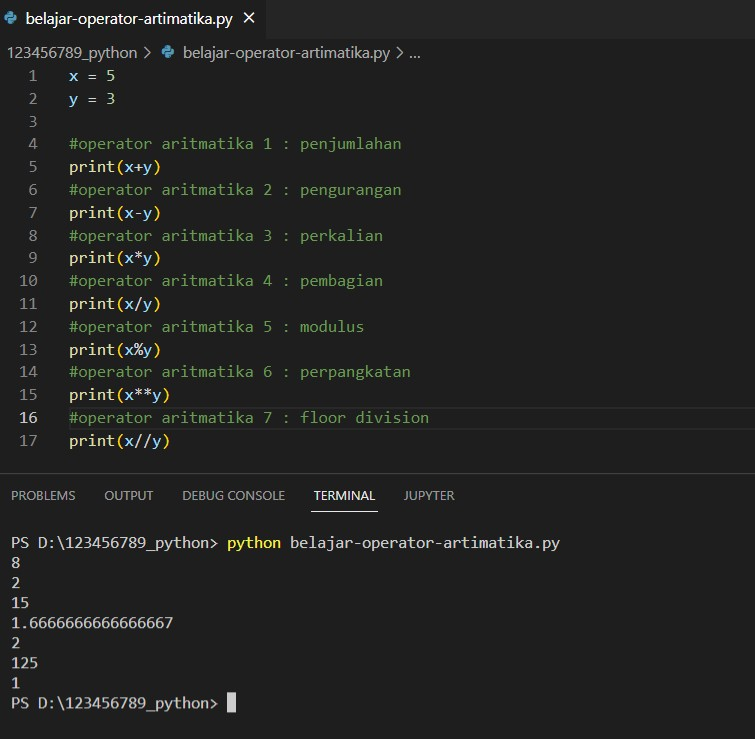 belajar-operator-artimatika.py ×
123456789_python > belajar-operator-artimatika.py > ...
1 x = 5
2 y = 3
3
4 #operator aritmatika 1 : penjumlahan
5 print(x+y)
6 #operator aritmatika 2 : pengurangan
7 print(x-y)
8 #operator aritmatika 3 : perkalian
9 print(x*y)
10 #operator aritmatika 4 : pembagian
11 print(x/y)
12 #operator aritmatika 5 : modulus
13 print(x%y)
14 #operator aritmatika 6 : perpangkatan
15 print(x**y)
16 #operator aritmatika 7 : floor division
17 print(x//y)
PROBLEMS OUTPUT DEBUG CONSOLE TERMINAL JUPYTER
PS D:\123456789_python> python belajar-operator-artimatika.py
8
2
15
1.6666666666666667
2
125
1
PS D:\123456789_python>